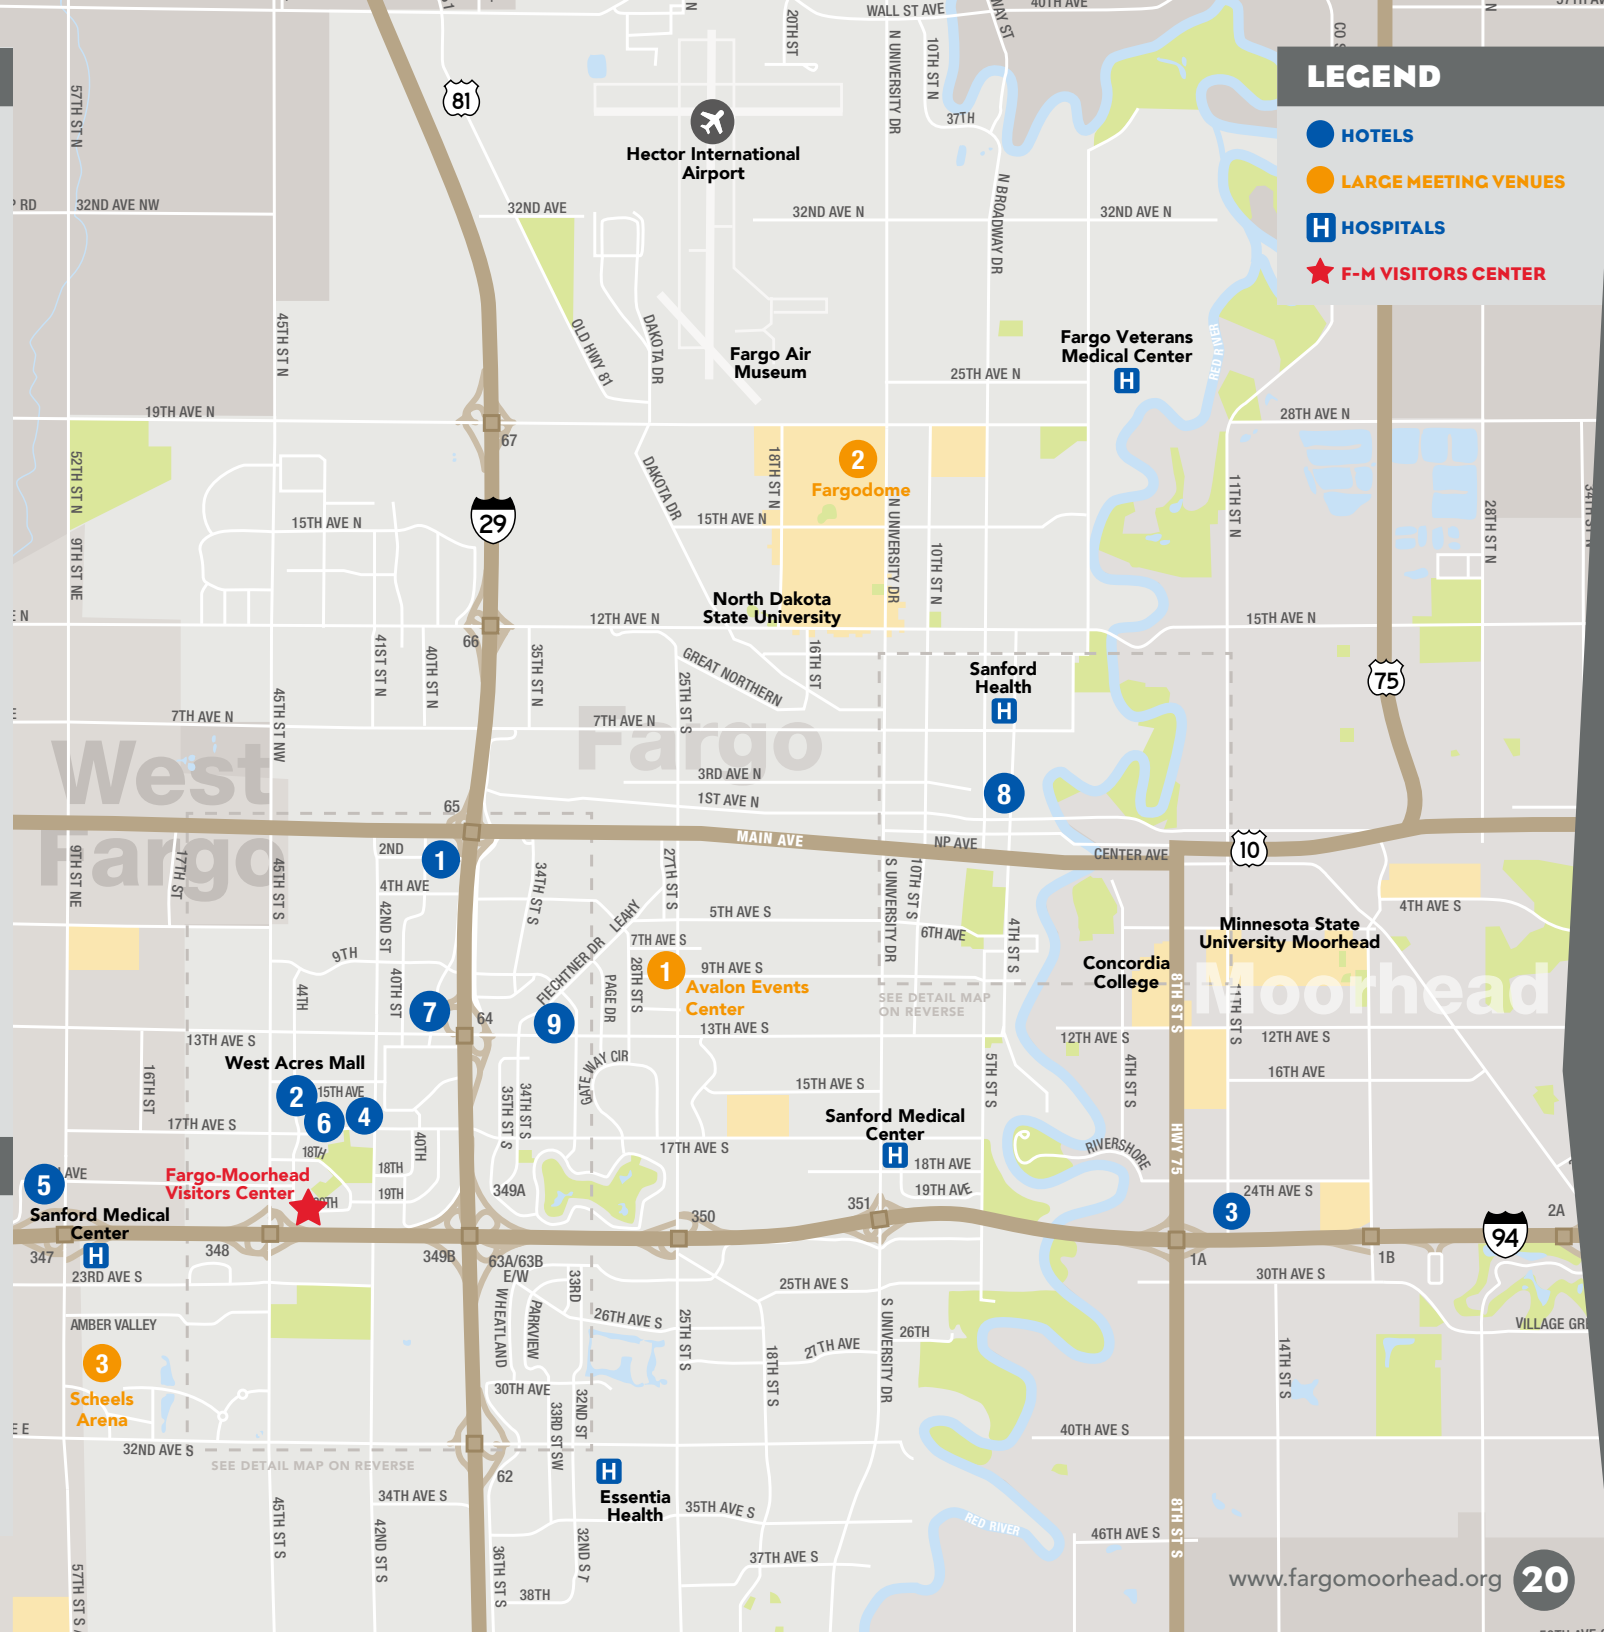 LEGEND
HOTELS
LARGE MEETING VENUES
H HOSPITALS
F-M VISITORS CENTER
WALL ST AVE
40TH AVE
N
20TH ST
N UNIVERSITY DR
10TH ST N
37TH
N BROADWAY DR
N
57TH ST N
81
Hector International
Airport
RD
32ND AVE NW
32ND AVE
32ND AVE N
32ND AVE N
45TH ST N
OLD HWY 81
DAKOTA DR
Fargo Air
Museum
Fargo Veterans
Medical Center
H
RED RIVER
25TH AVE N
19TH AVE N
28TH AVE N
67
52TH ST N
29
DAKOTA DR
18TH ST N
2
Fargodome
11TH ST N
28TH ST N
34TH ST N
15TH AVE N
15TH AVE N
N UNIVERSITY DR
10TH ST N
9TH ST NE
North Dakota
State University
E N
12TH AVE N
15TH AVE N
66
41ST ST N
40TH ST N
35TH ST N
GREAT NORTHERN
16TH ST
25TH ST S
Sanford
Health
H
75
45TH ST NW
7TH AVE N
7TH AVE N
West
Fargo
Fargo
3RD AVE N
1ST AVE N
8
65
MAIN AVE
NP AVE
CENTER AVE
10
2ND
1
4TH AVE
9TH ST NE
17TH ST
45TH ST S
42ND ST
34TH ST S
27TH ST S
S UNIVERSITY DR
10TH ST S
LEAHY
5TH AVE S
6TH AVE
4TH ST S
4TH AVE S
Minnesota State
University Moorhead
9TH
FIECHTNER DR
7TH AVE S
1
9TH AVE S
Avalon Events
Center
28TH ST S
PAGE DR
Concordia
College
Moorhead
8TH ST S
11TH ST S
SEE DETAIL MAP
ON REVERSE
44TH
40TH ST
7
64
9
13TH AVE S
13TH AVE S
12TH AVE S
12TH AVE S
West Acres Mall
GATE WAY CIR
16TH ST
2
15TH AVE
6
4
35TH ST S
34TH ST S
15TH AVE S
5TH ST S
4TH ST S
16TH AVE
17TH AVE S
Sanford Medical
Center
H
17TH AVE S
HWY 75
RIVERSHORE
18TH
40TH
18TH
19TH
18TH AVE
19TH AVE
5
AVE
Fargo-Moorhead
Visitors Center
349A
24TH AVE S
3
Sanford Medical
Center
H
347
348
349B
63A/63B
E/W
350
351
1A
1B
94
2A
23RD AVE S
25TH AVE S
30TH AVE S
AMBER VALLEY
WHEATLAND
PARKVIEW
33RD
26TH AVE S
25TH ST S
S UNIVERSITY DR
26TH
27TH AVE
18TH ST S
14TH ST S
3
Scheels
Arena
30TH AVE
32ND ST
33RD ST SW
40TH AVE S
E E
32ND AVE S
SEE DETAIL MAP ON REVERSE
62
H
Essentia
Health
34TH AVE S
35TH AVE S
RED RIVER
46TH AVE S
8TH ST S
45TH ST S
42ND ST S
36TH ST S
32ND ST
37TH AVE S
38TH
57TH ST S
www.fargomoorhead.org 20